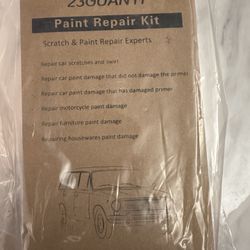 23GUANYI
Paint Repair Kit
Scratch & Paint Repair Experts
Repair car scratches and swirl
Repair car paint damage that did not damage the primer
Repair car paint damage that has damaged primer
Repair motorcycle paint damage
Repair furniture paint damage
Repairing housewares paint damage